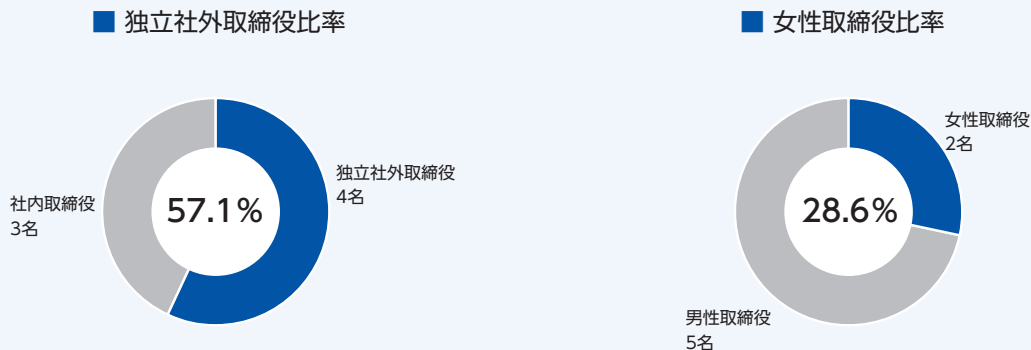 独立社外取締役比率
独立社外取締役
4名
社内取締役
3名
57.1%
女性取締役比率
女性取締役
2名
28.6%
男性取締役
5名